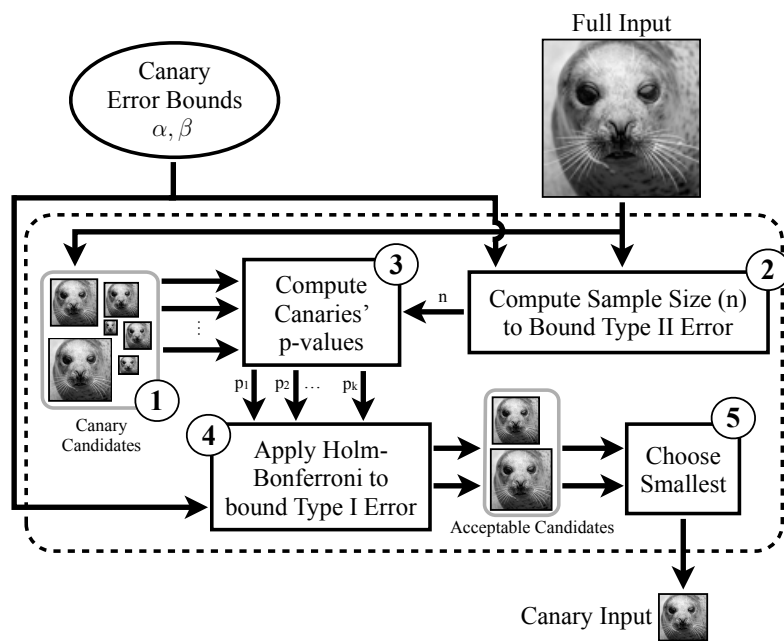 Full Input
Canary
Error Bounds
α, β
1
Canary
Candidates
2
Compute Sample Size (n)
to Bound Type II Error
n
3
Compute
Canaries’
p-values
⋮
p₁ p₂ ... pₖ
4
Apply Holm-
Bonferroni to
bound Type I Error
Acceptable Candidates
5
Choose
Smallest
Canary Input